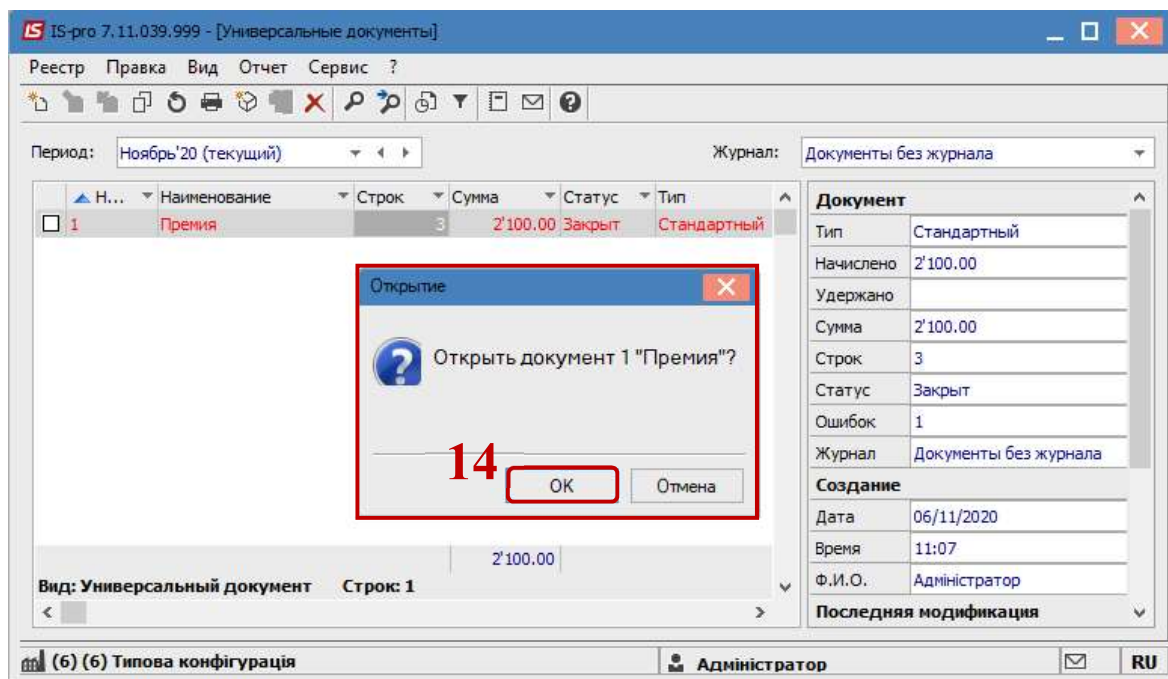 IS-pro 7.11.039.999 - [Универсальные документы]
Реестр Правка Вид Отчет Сервис ?
Период: Ноябрь'20 (текущий) Журнал: Документы без журнала
Н... Наименование Строк Сумма Статус Тип
1 Премия 3 2'100.00 Закрыт Стандартный
Открытие
Открыть документ 1 "Премия"?
14
OK Отмена
2'100.00
Вид: Универсальный документ Строк: 1
Документ
Тип Стандартный
Начислено 2'100.00
Удержано
Сумма 2'100.00
Строк 3
Статус Закрыт
Ошибок 1
Журнал Документы без журнала
Создание
Дата 06/11/2020
Время 11:07
Ф.И.О. Адміністратор
Последняя модификация
(6) (6) Типова конфігурація Адміністратор RU